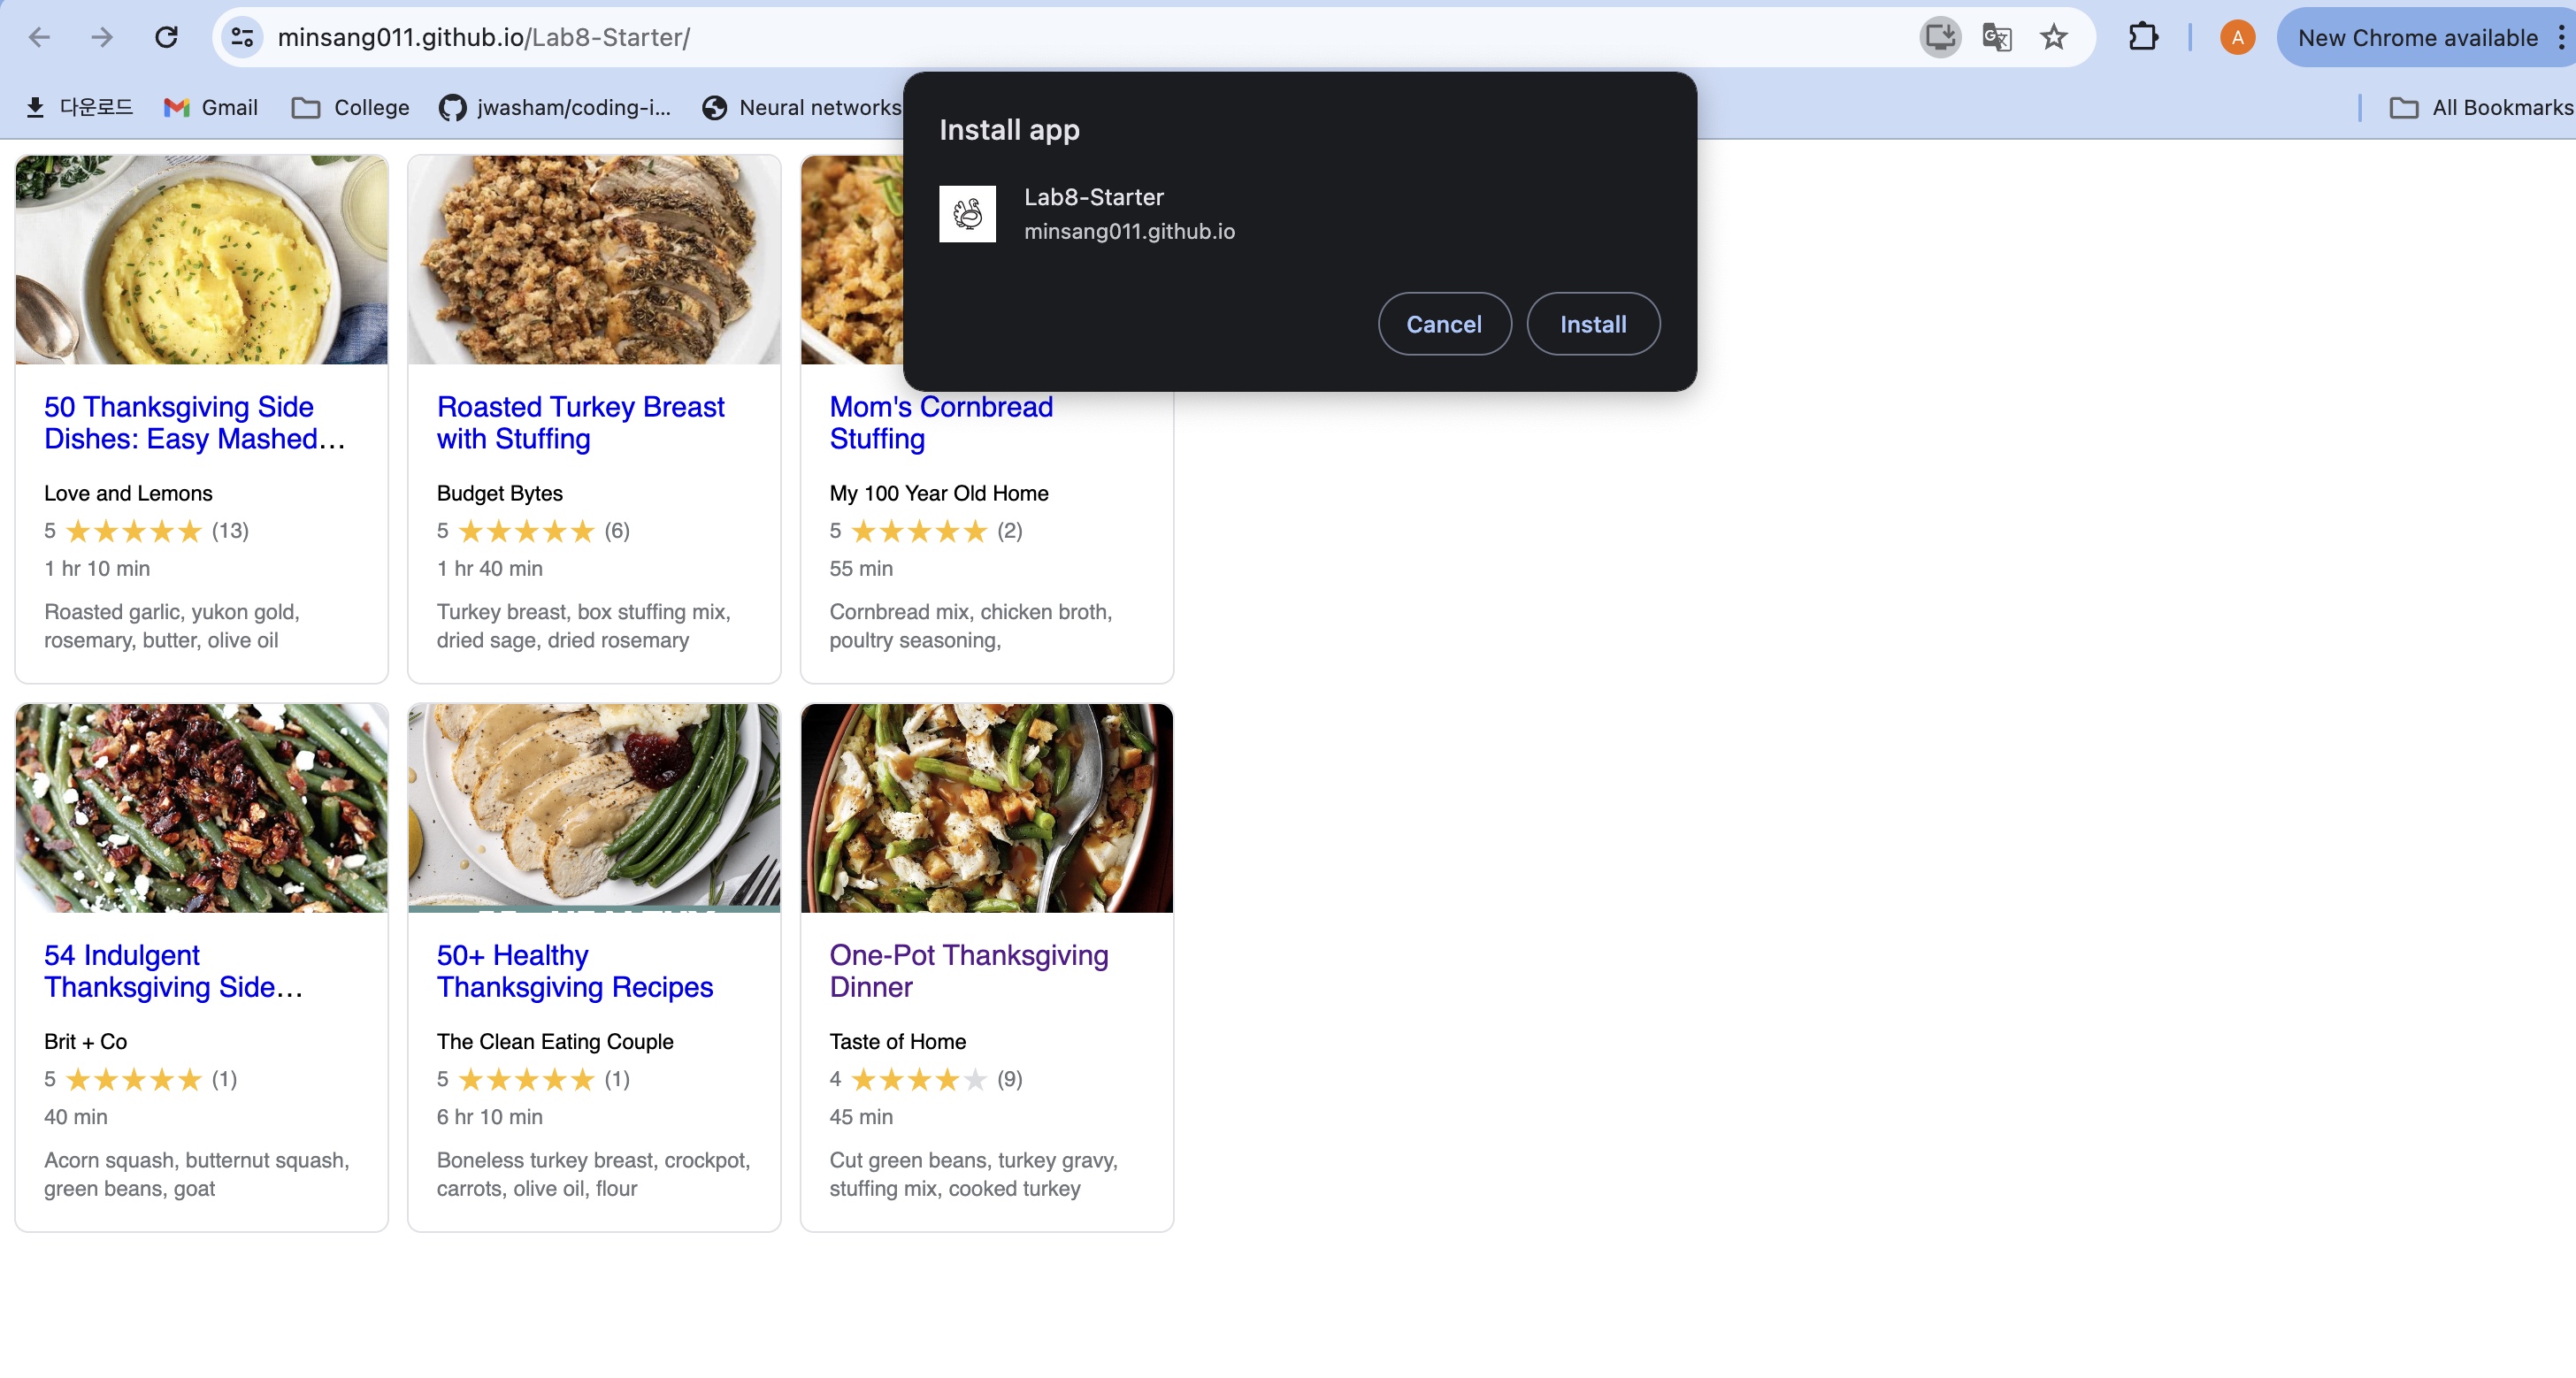 minsang011.github.io/Lab8-Starter/
A
New Chrome available
다운로드
Gmail
College
jwasham/coding-i...
Neural networks
All Bookmarks
Install app
Lab8-Starter
minsang011.github.io
Cancel
Install
50 Thanksgiving Side
Dishes: Easy Mashed...
Love and Lemons
5 ★★★★★ (13)
1 hr 10 min
Roasted garlic, yukon gold,
rosemary, butter, olive oil
Roasted Turkey Breast
with Stuffing
Budget Bytes
5 ★★★★★ (6)
1 hr 40 min
Turkey breast, box stuffing mix,
dried sage, dried rosemary
Mom's Cornbread
Stuffing
My 100 Year Old Home
5 ★★★★★ (2)
55 min
Cornbread mix, chicken broth,
poultry seasoning,
54 Indulgent
Thanksgiving Side...
Brit + Co
5 ★★★★★ (1)
40 min
Acorn squash, butternut squash,
green beans, goat
50+ Healthy
Thanksgiving Recipes
The Clean Eating Couple
5 ★★★★★ (1)
6 hr 10 min
Boneless turkey breast, crockpot,
carrots, olive oil, flour
One-Pot Thanksgiving
Dinner
Taste of Home
4 ★★★★★ (9)
45 min
Cut green beans, turkey gravy,
stuffing mix, cooked turkey